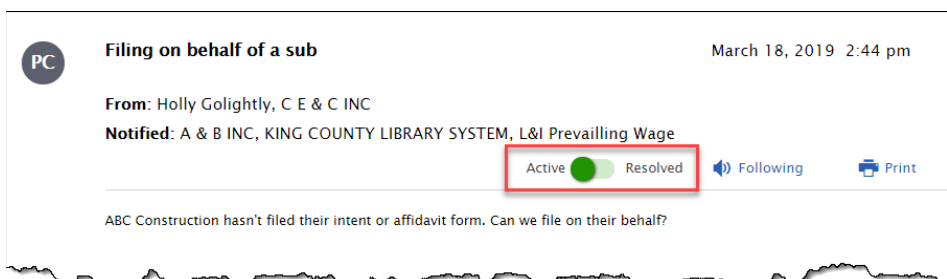 PC
Filing on behalf of a sub
March 18, 2019 2:44 pm
From: Holly Golightly, C E & C INC
Notified: A & B INC, KING COUNTY LIBRARY SYSTEM, L&I Prevailling Wage
Active Resolved Following Print
ABC Construction hasn't filed their intent or affidavit form. Can we file on their behalf?